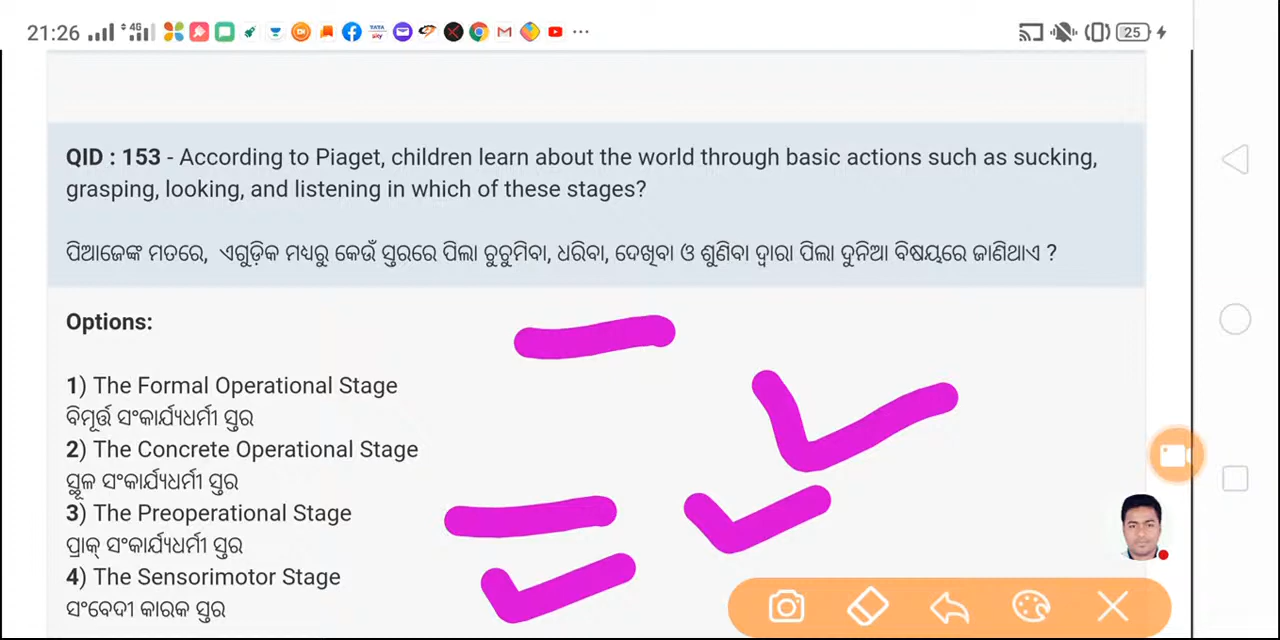 21:26 4G 25
QID : 153 - According to Piaget, children learn about the world through basic actions such as sucking,
grasping, looking, and listening in which of these stages?
ପିଆଜେଙ୍କ ମତରେ, ଏଗୁଡ଼ିକ ମଧ୍ୟରୁ କେଉଁ ସ୍ତରରେ ପିଲା ଚୁଚୁମିବା, ଧରିବା, ଦେଖିବା ଓ ଶୁଣିବା ଦ୍ୱାରା ପିଲା ଦୁନିଆ ବିଷୟରେ ଜାଣିଥାଏ ?
Options:
1) The Formal Operational Stage
ବିମୂର୍ତ୍ତ ସଂକାର୍ଯ୍ୟଧର୍ମୀ ସ୍ତର
2) The Concrete Operational Stage
ସ୍ଥୂଳ ସଂକାର୍ଯ୍ୟଧର୍ମୀ ସ୍ତର
3) The Preoperational Stage
ପ୍ରାକ୍ ସଂକାର୍ଯ୍ୟଧର୍ମୀ ସ୍ତର
4) The Sensorimotor Stage
ସଂବେଦୀ କାରକ ସ୍ତର